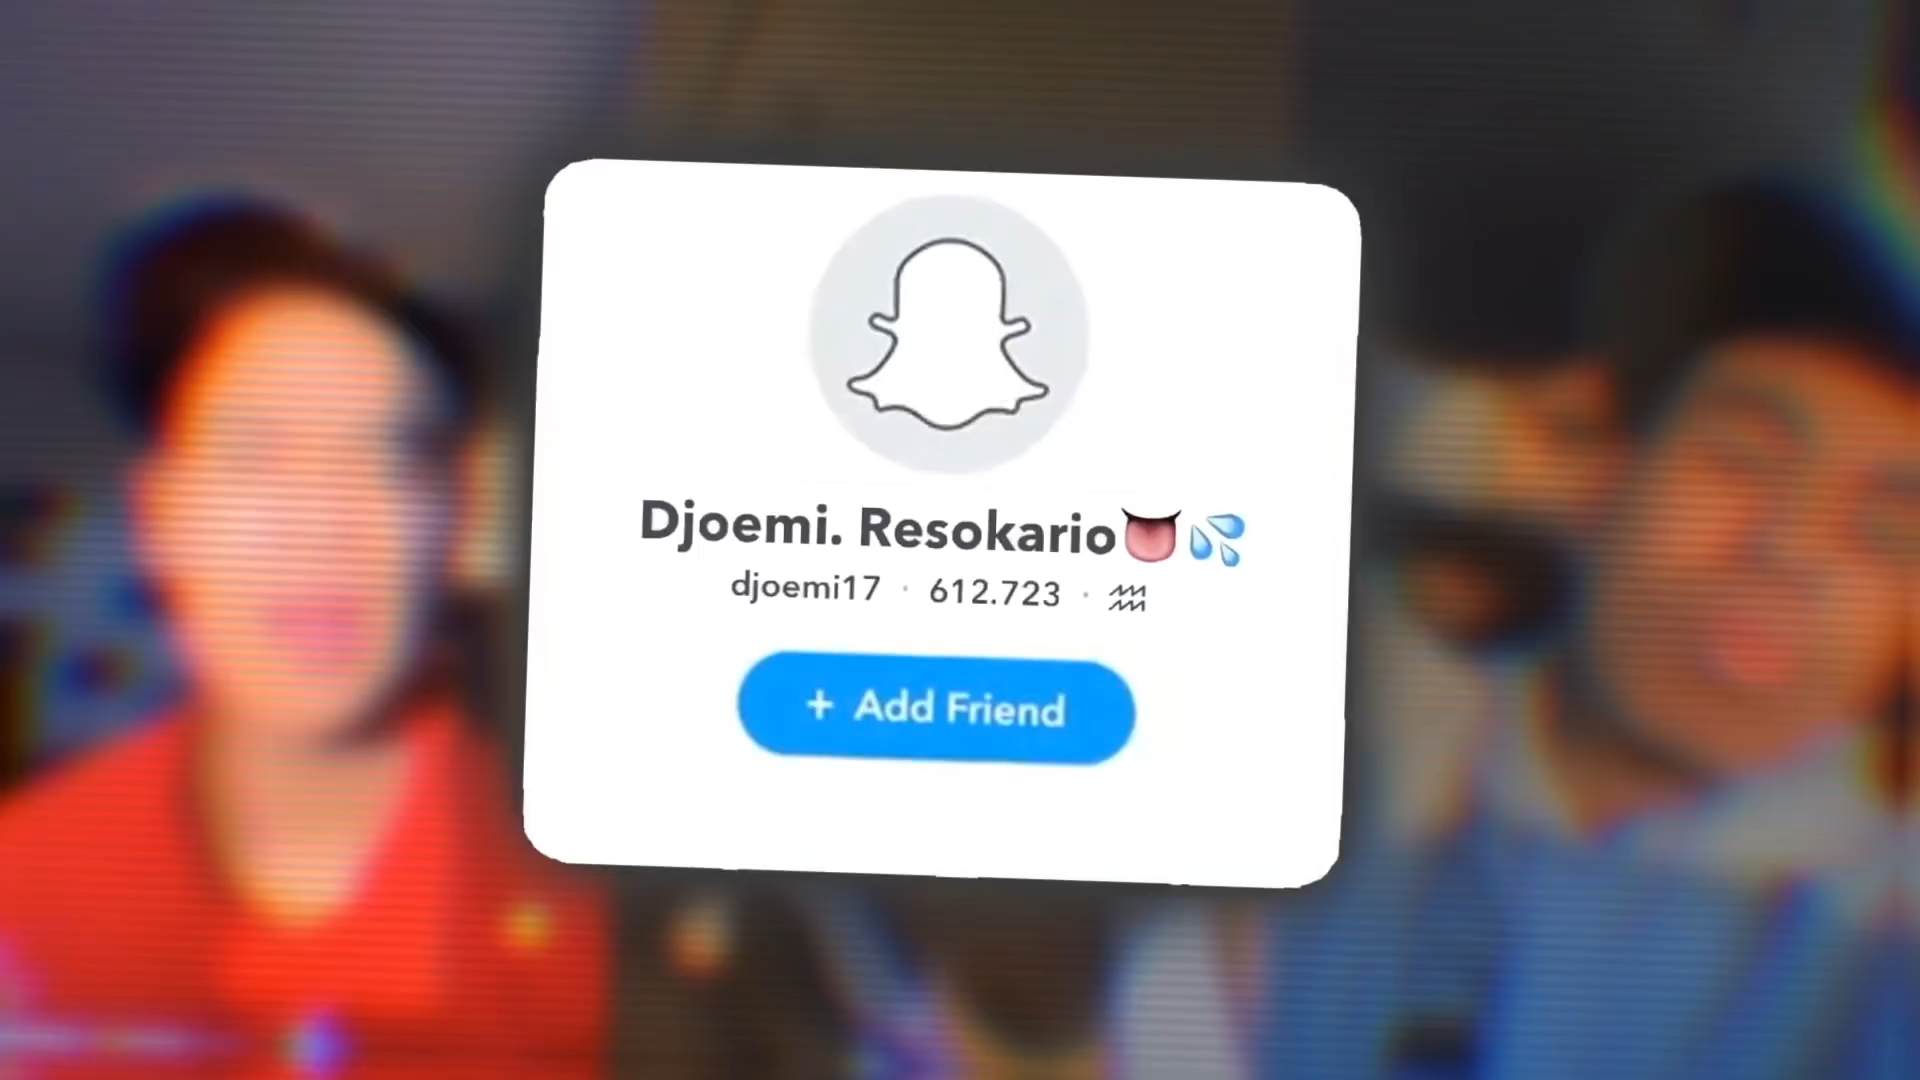 Djoemi. Resokario👅💦
djoemi17 · 612.723 · ♒
+ Add Friend